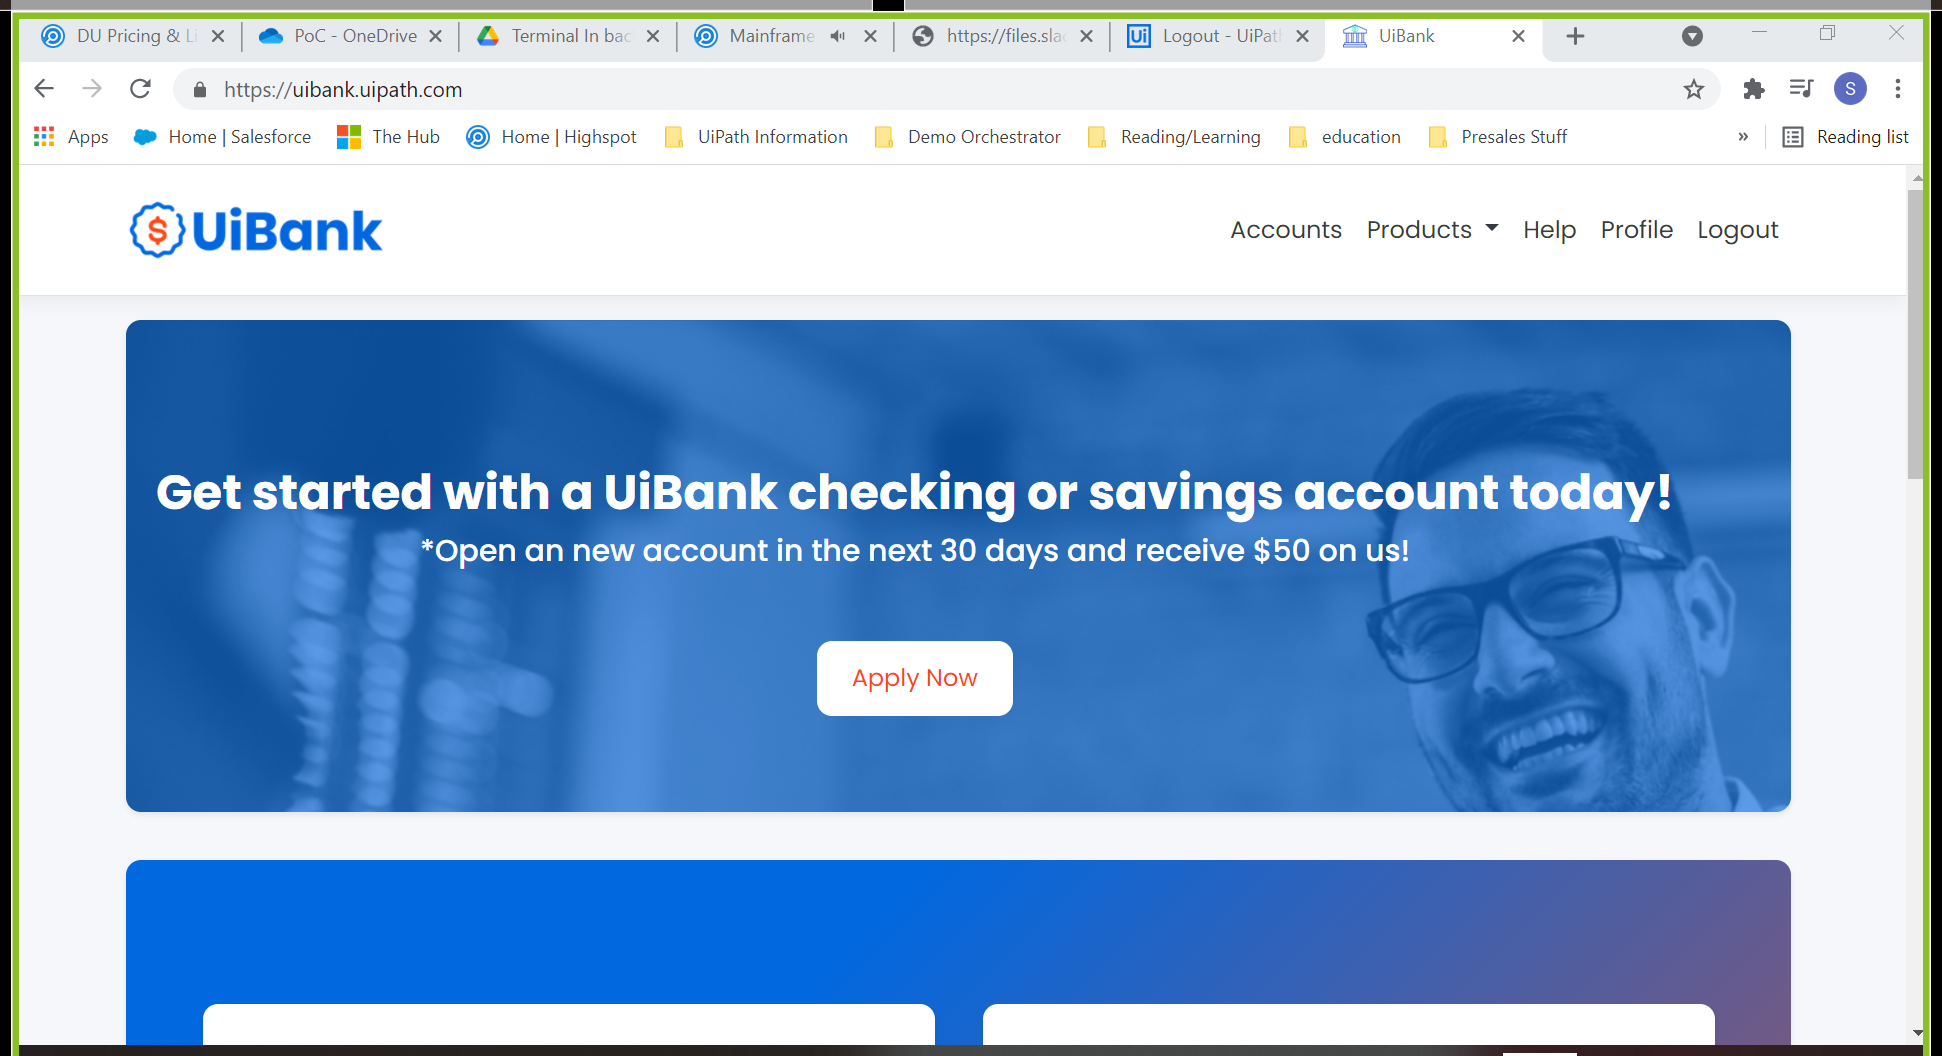 DU Pricing & Li
PoC - OneDrive
Terminal In bac
Mainframe
https://files.sla
Logout - UiPat
UiBank
https://uibank.uipath.com
S
Apps
Home | Salesforce
The Hub
Home | Highspot
UiPath Information
Demo Orchestrator
Reading/Learning
education
Presales Stuff
»
Reading list
$ UiBank
Accounts
Products
Help
Profile
Logout
Get started with a UiBank checking or savings account today!
*Open an new account in the next 30 days and receive $50 on us!
Apply Now